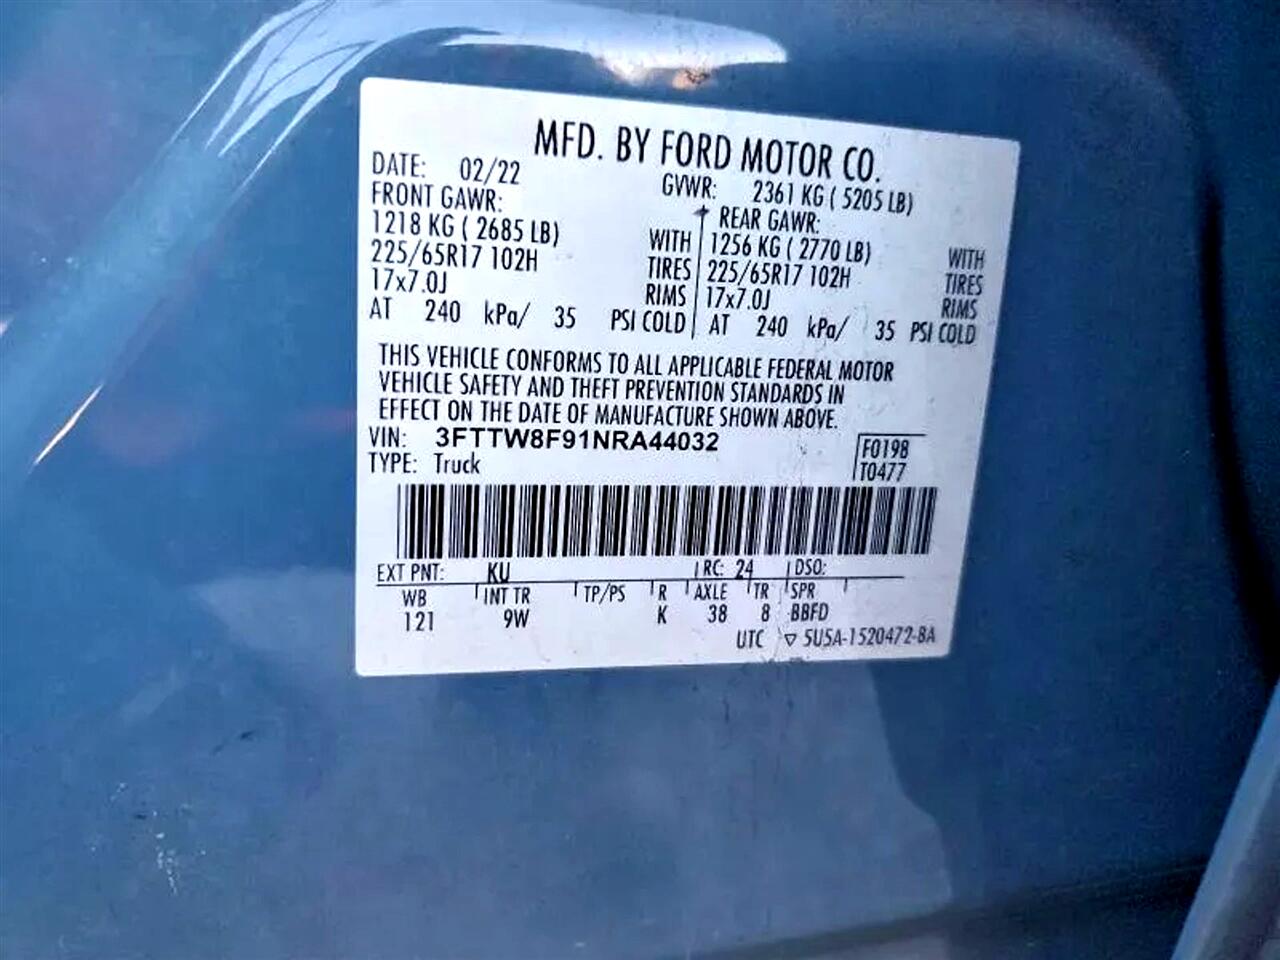 MFD. BY FORD MOTOR CO.
DATE: 02/22 GVWR: 2361 KG ( 5205 LB)
FRONT GAWR: REAR GAWR:
1218 KG ( 2685 LB) WITH 1256 KG ( 2770 LB) WITH
225/65R17 102H TIRES 225/65R17 102H TIRES
17x7.0J RIMS 17x7.0J RIMS
AT 240 kPa/ 35 PSI COLD AT 240 kPa/ 35 PSI COLD
THIS VEHICLE CONFORMS TO ALL APPLICABLE FEDERAL MOTOR
VEHICLE SAFETY AND THEFT PREVENTION STANDARDS IN
EFFECT ON THE DATE OF MANUFACTURE SHOWN ABOVE.
VIN: 3FTTW8F91NRA44032 F0198
TYPE: Truck T0477
EXT PNT: KU RC: 24 DSO:
WB INT TR TP/PS R AXLE TR SPR
121 9W K 38 8 BBFD
UTC ▽ 5U5A-1520472-BA